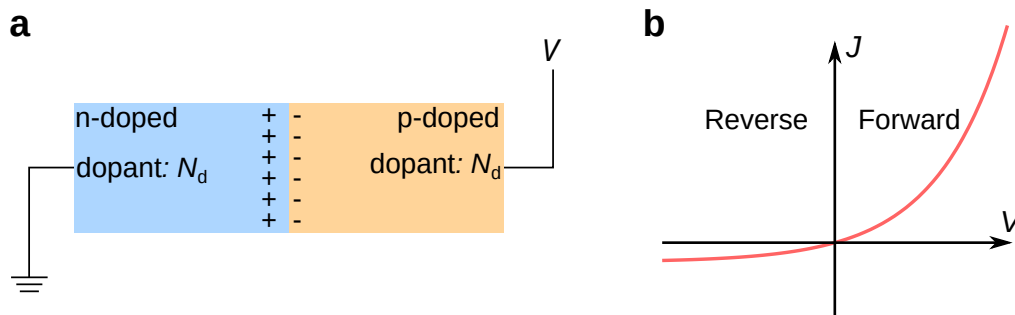 a
V
n-doped
+ -
p-doped
+ -
dopant: Nd
+ -
dopant: Nd
+ -
+ -
+ -
b
J
Reverse
Forward
V